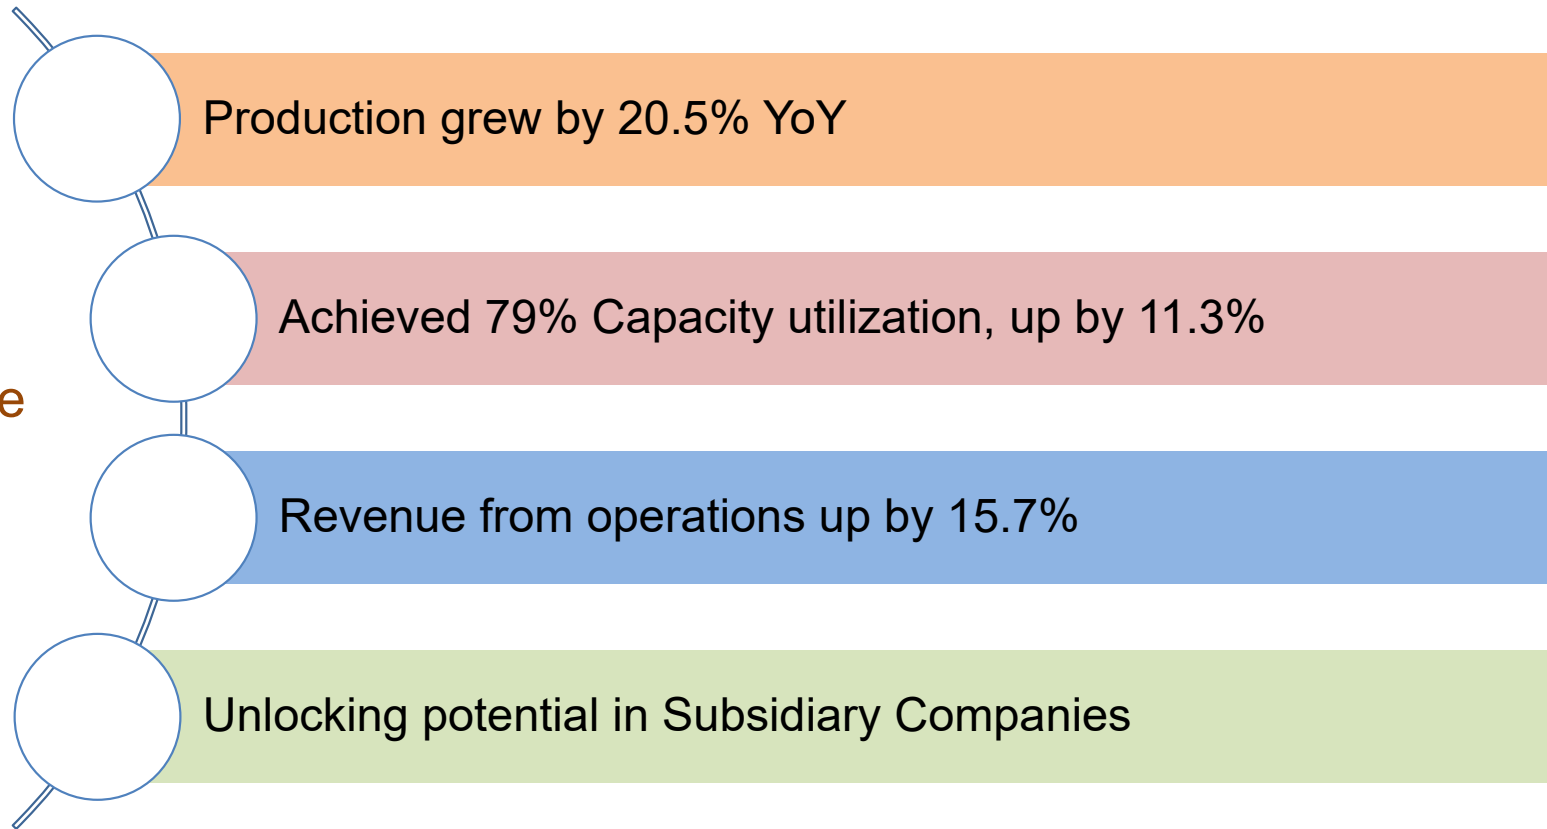 Production grew by 20.5% YoY
Achieved 79% Capacity utilization, up by 11.3%
e
Revenue from operations up by 15.7%
Unlocking potential in Subsidiary Companies